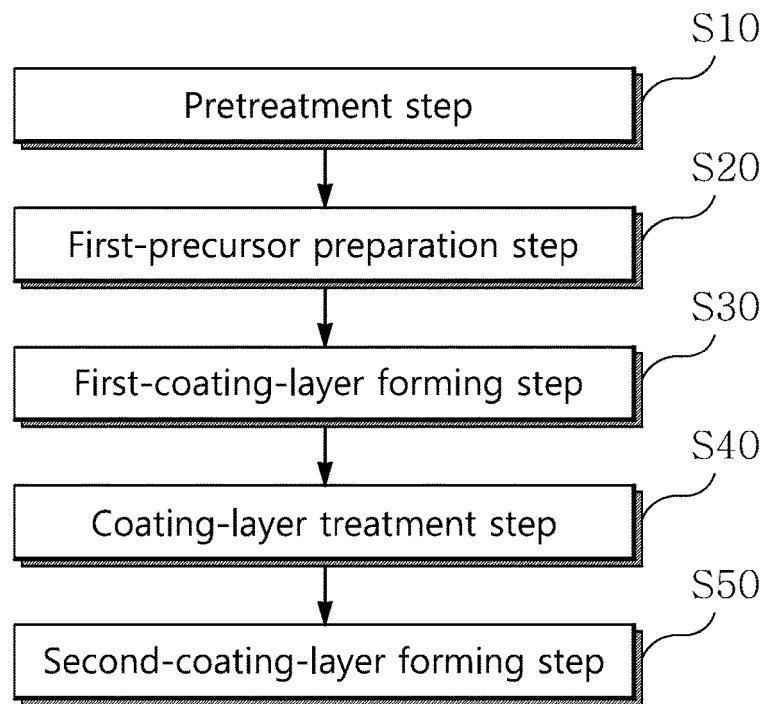 S10
Pretreatment step
S20
First-precursor preparation step
S30
First-coating-layer forming step
S40
Coating-layer treatment step
S50
Second-coating-layer forming step